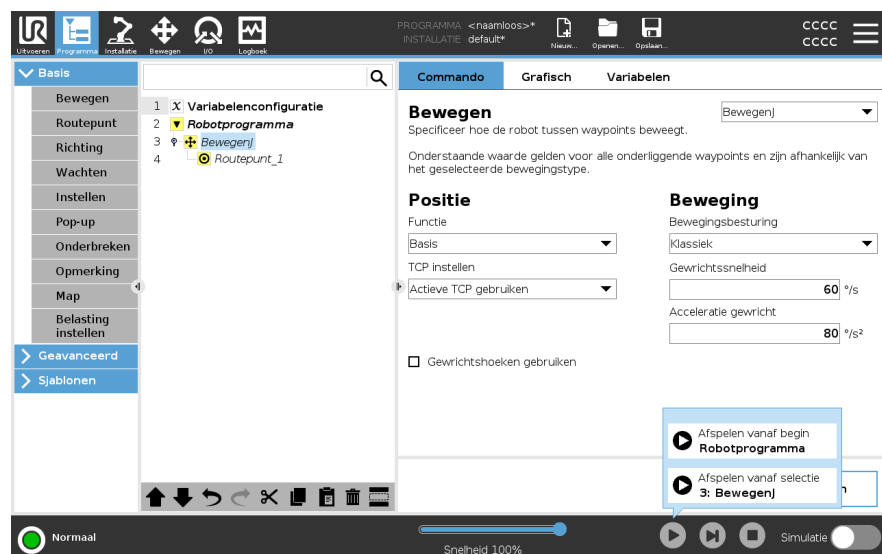 UR
PROGRAMMA <naamloos>*
INSTALLATIE default*
CCCC
CCCC
Uitvoeren Programma Installatie Bewegen I/O Logboek
Nieuw... Openen... Opslaan...
Basis
Bewegen
Routepunt
Richting
Wachten
Instellen
Pop-up
Onderbreken
Opmerking
Map
Belasting
instellen
Geavanceerd
Sjablonen
1 X Variabelenconfiguratie
2 Robotprogramma
3 BewegenJ
4 Routepunt_1
Commando Grafisch Variabelen
Bewegen
BewegenJ
Specificeer hoe de robot tussen waypoints beweegt.
Onderstaande waarde gelden voor alle onderliggende waypoints en zijn afhankelijk van
het geselecteerde bewegingstype.
Positie
Functie
Basis
TCP instellen
Actieve TCP gebruiken
Gewrichtshoeken gebruiken
Beweging
Bewegingsbesturing
Klassiek
Gewrichtssnelheid
60 °/s
Acceleratie gewricht
80 °/s²
Afspelen vanaf begin
Robotprogramma
Afspelen vanaf selectie
3: BewegenJ
Normaal
Snelheid 100%
Simulatie